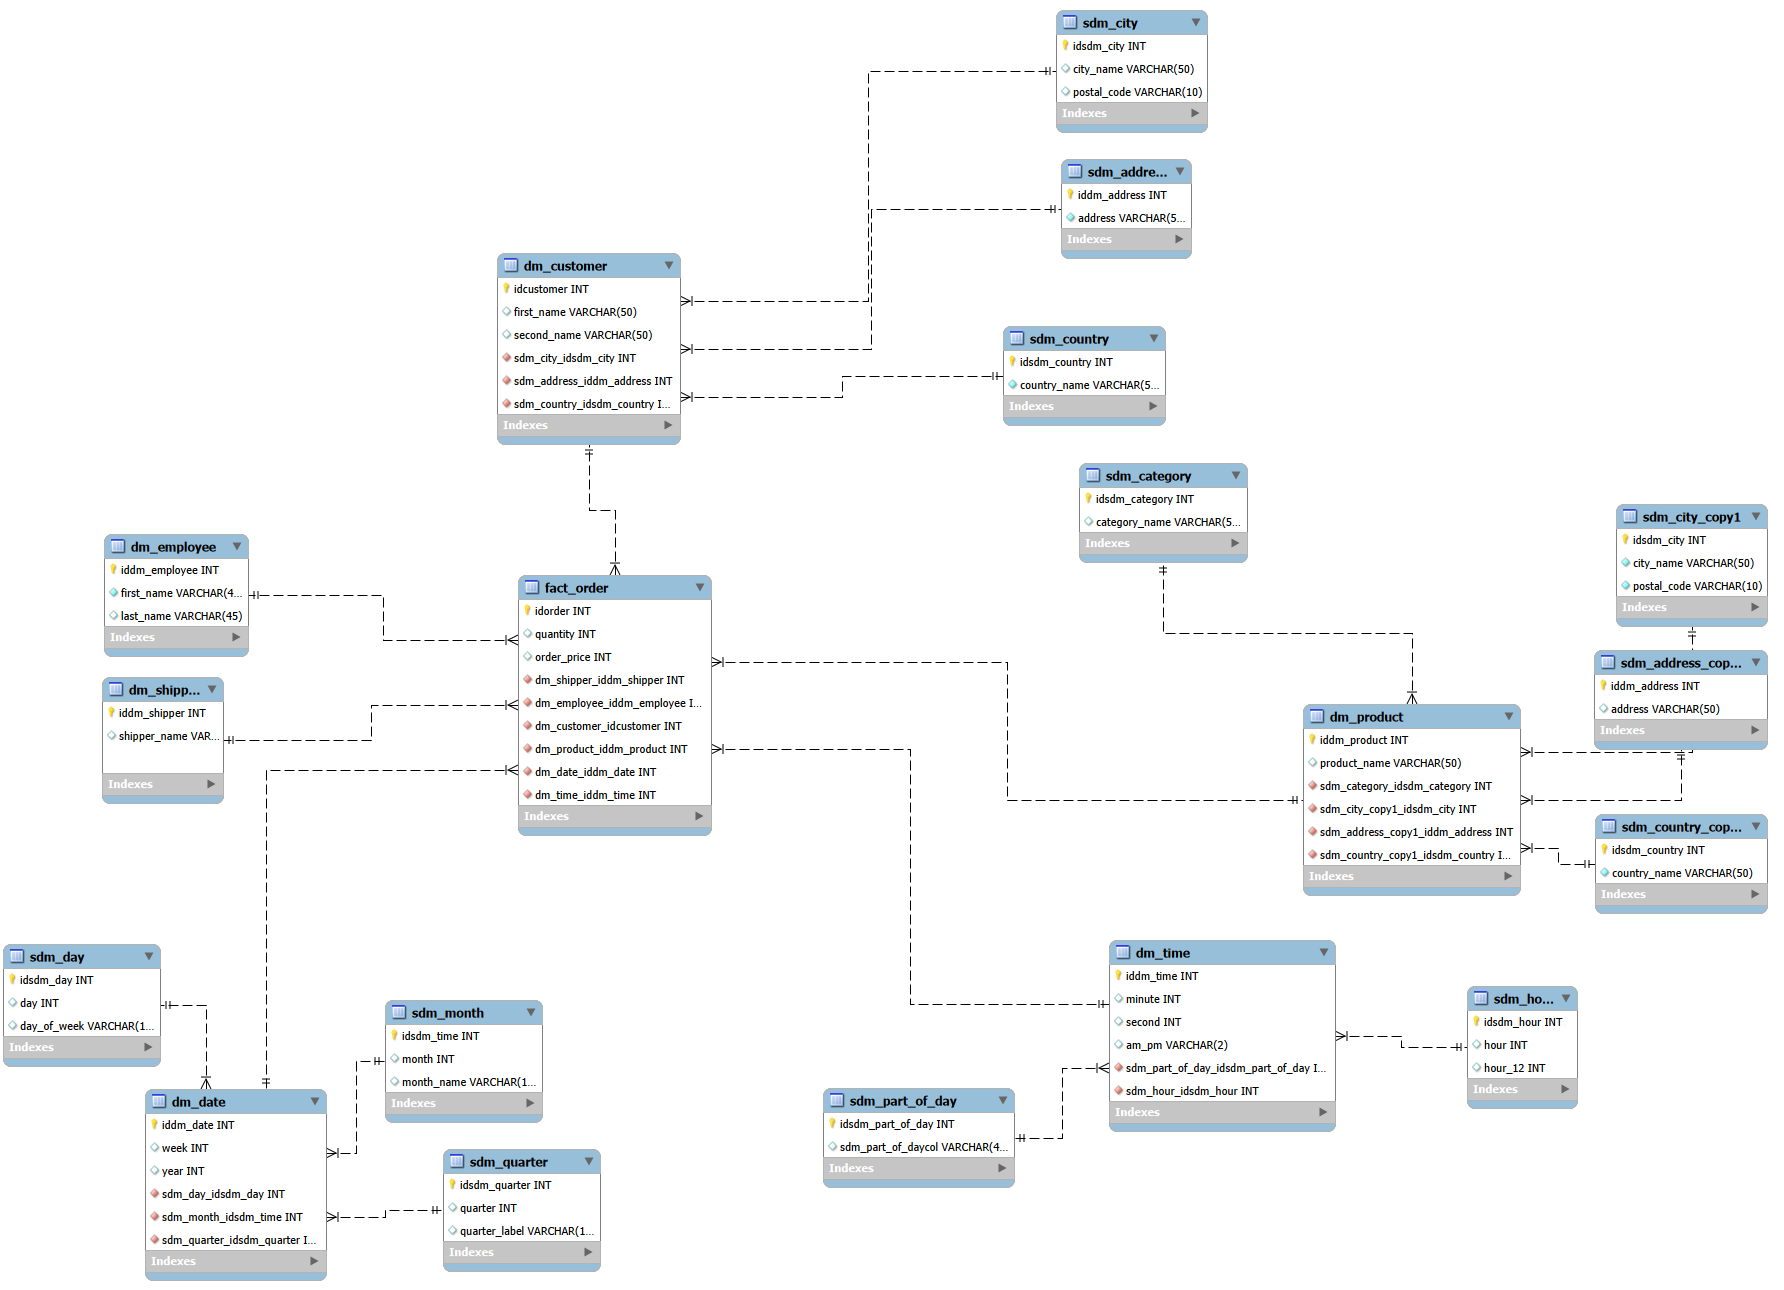 sdm_city
idsdm_city INT
city_name VARCHAR(50)
postal_code VARCHAR(10)
Indexes
sdm_addre...
iddm_address INT
address VARCHAR(5...
Indexes
dm_customer
idcustomer INT
first_name VARCHAR(50)
second_name VARCHAR(50)
sdm_city_idsdm_city INT
sdm_address_iddm_address INT
sdm_country_idsdm_country I...
Indexes
sdm_country
idsdm_country INT
country_name VARCHAR(5...
Indexes
sdm_category
idsdm_category INT
category_name VARCHAR(5...
Indexes
sdm_city_copy1
idsdm_city INT
city_name VARCHAR(50)
postal_code VARCHAR(10)
Indexes
dm_employee
iddm_employee INT
first_name VARCHAR(4...
last_name VARCHAR(45)
Indexes
fact_order
idorder INT
quantity INT
order_price INT
dm_shipper_iddm_shipper INT
dm_employee_iddm_employee I...
dm_customer_idcustomer INT
dm_product_iddm_product INT
dm_date_iddm_date INT
dm_time_iddm_time INT
Indexes
sdm_address_cop...
iddm_address INT
address VARCHAR(50)
Indexes
dm_shipp...
iddm_shipper INT
shipper_name VAR...
Indexes
dm_product
iddm_product INT
product_name VARCHAR(50)
sdm_category_idsdm_category INT
sdm_city_copy1_idsdm_city INT
sdm_address_copy1_iddm_address INT
sdm_country_copy1_idsdm_country I...
Indexes
sdm_country_cop...
idsdm_country INT
country_name VARCHAR(50)
Indexes
sdm_day
idsdm_day INT
day INT
day_of_week VARCHAR(1...
Indexes
sdm_month
idsdm_time INT
month INT
month_name VARCHAR(1...
Indexes
dm_time
iddm_time INT
minute INT
second INT
am_pm VARCHAR(2)
sdm_part_of_day_idsdm_part_of_day I...
sdm_hour_idsdm_hour INT
Indexes
sdm_ho...
idsdm_hour INT
hour INT
hour_12 INT
Indexes
dm_date
iddm_date INT
week INT
year INT
sdm_day_idsdm_day INT
sdm_month_idsdm_time INT
sdm_quarter_idsdm_quarter I...
Indexes
sdm_part_of_day
idsdm_part_of_day INT
sdm_part_of_daycol VARCHAR(4...
Indexes
sdm_quarter
idsdm_quarter INT
quarter INT
quarter_label VARCHAR(1...
Indexes